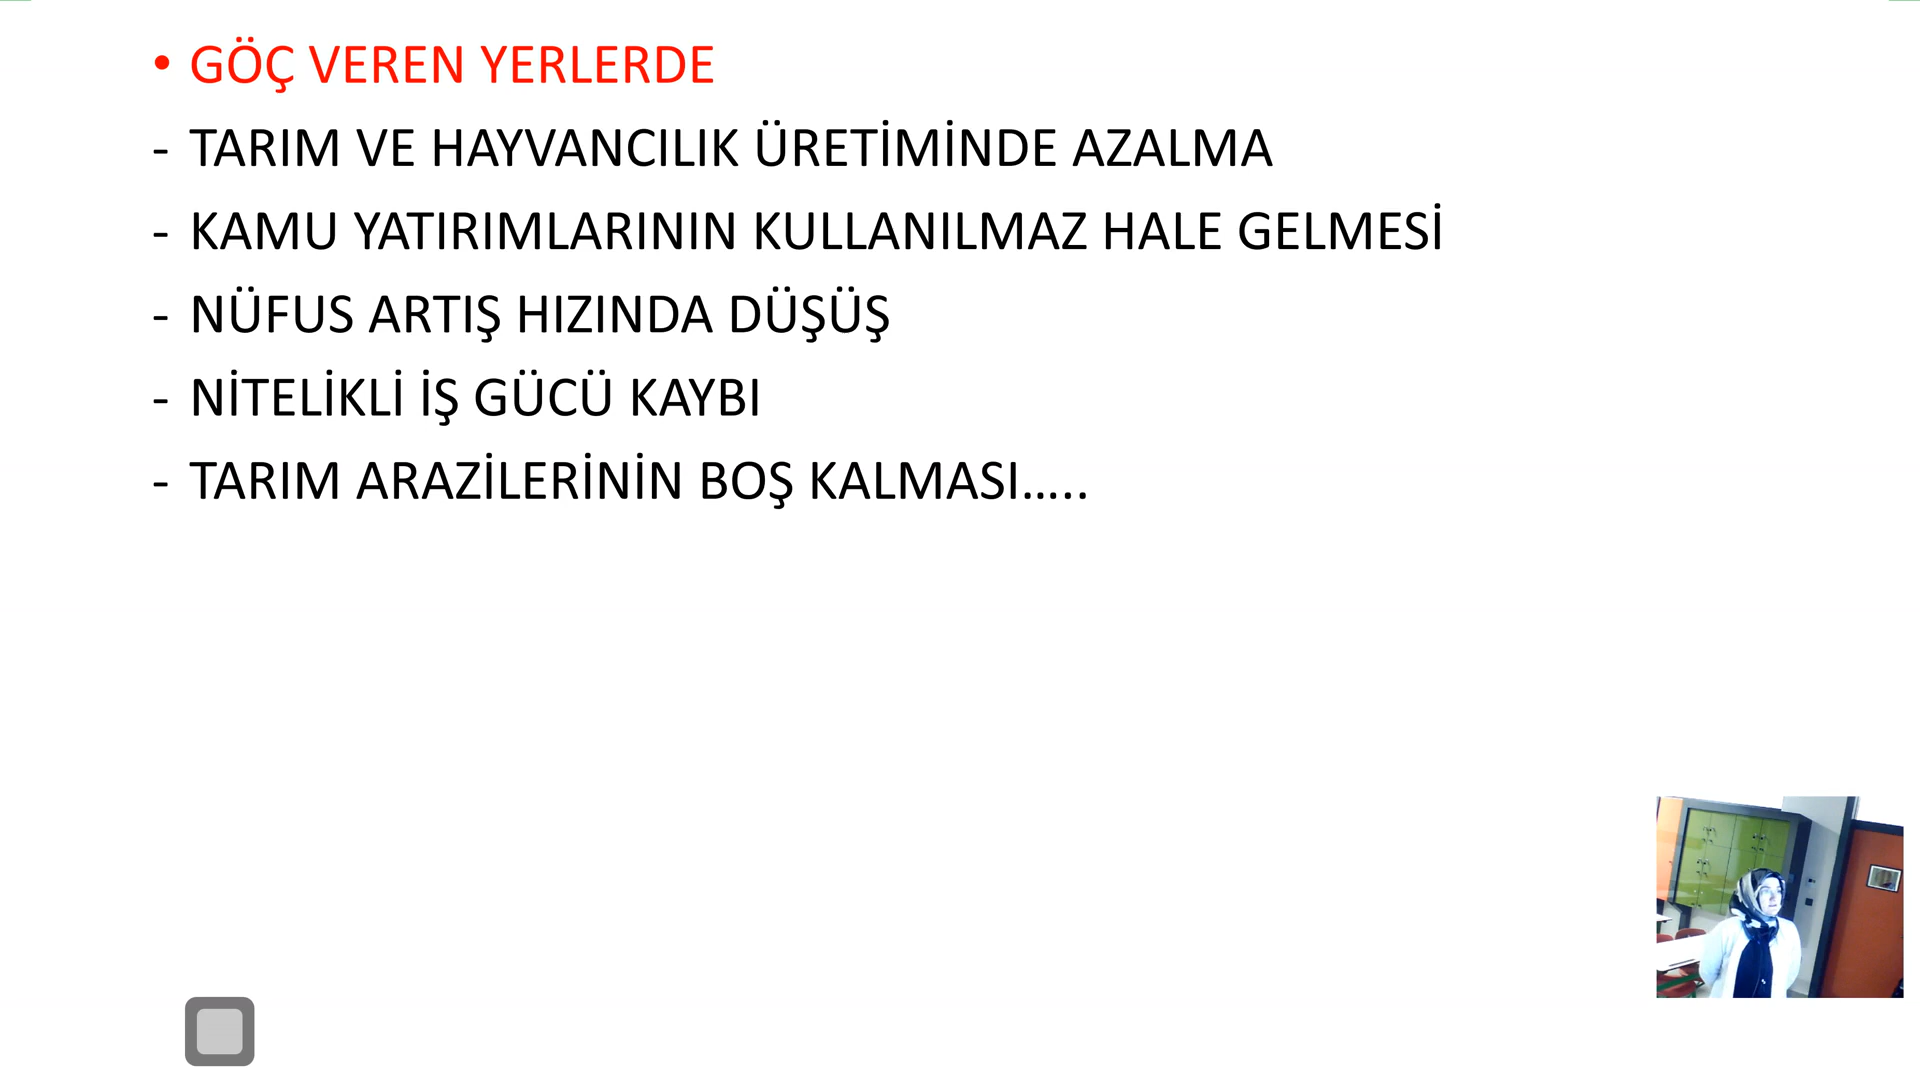 • GÖÇ VEREN YERLERDE
- TARIM VE HAYVANCILIK ÜRETİMİNDE AZALMA
- KAMU YATIRIMLARININ KULLANILMAZ HALE GELMESİ
- NÜFUS ARTIŞ HIZINDA DÜŞÜŞ
- NİTELİKLİ İŞ GÜCÜ KAYBI
- TARIM ARAZİLERİNİN BOŞ KALMASI.....